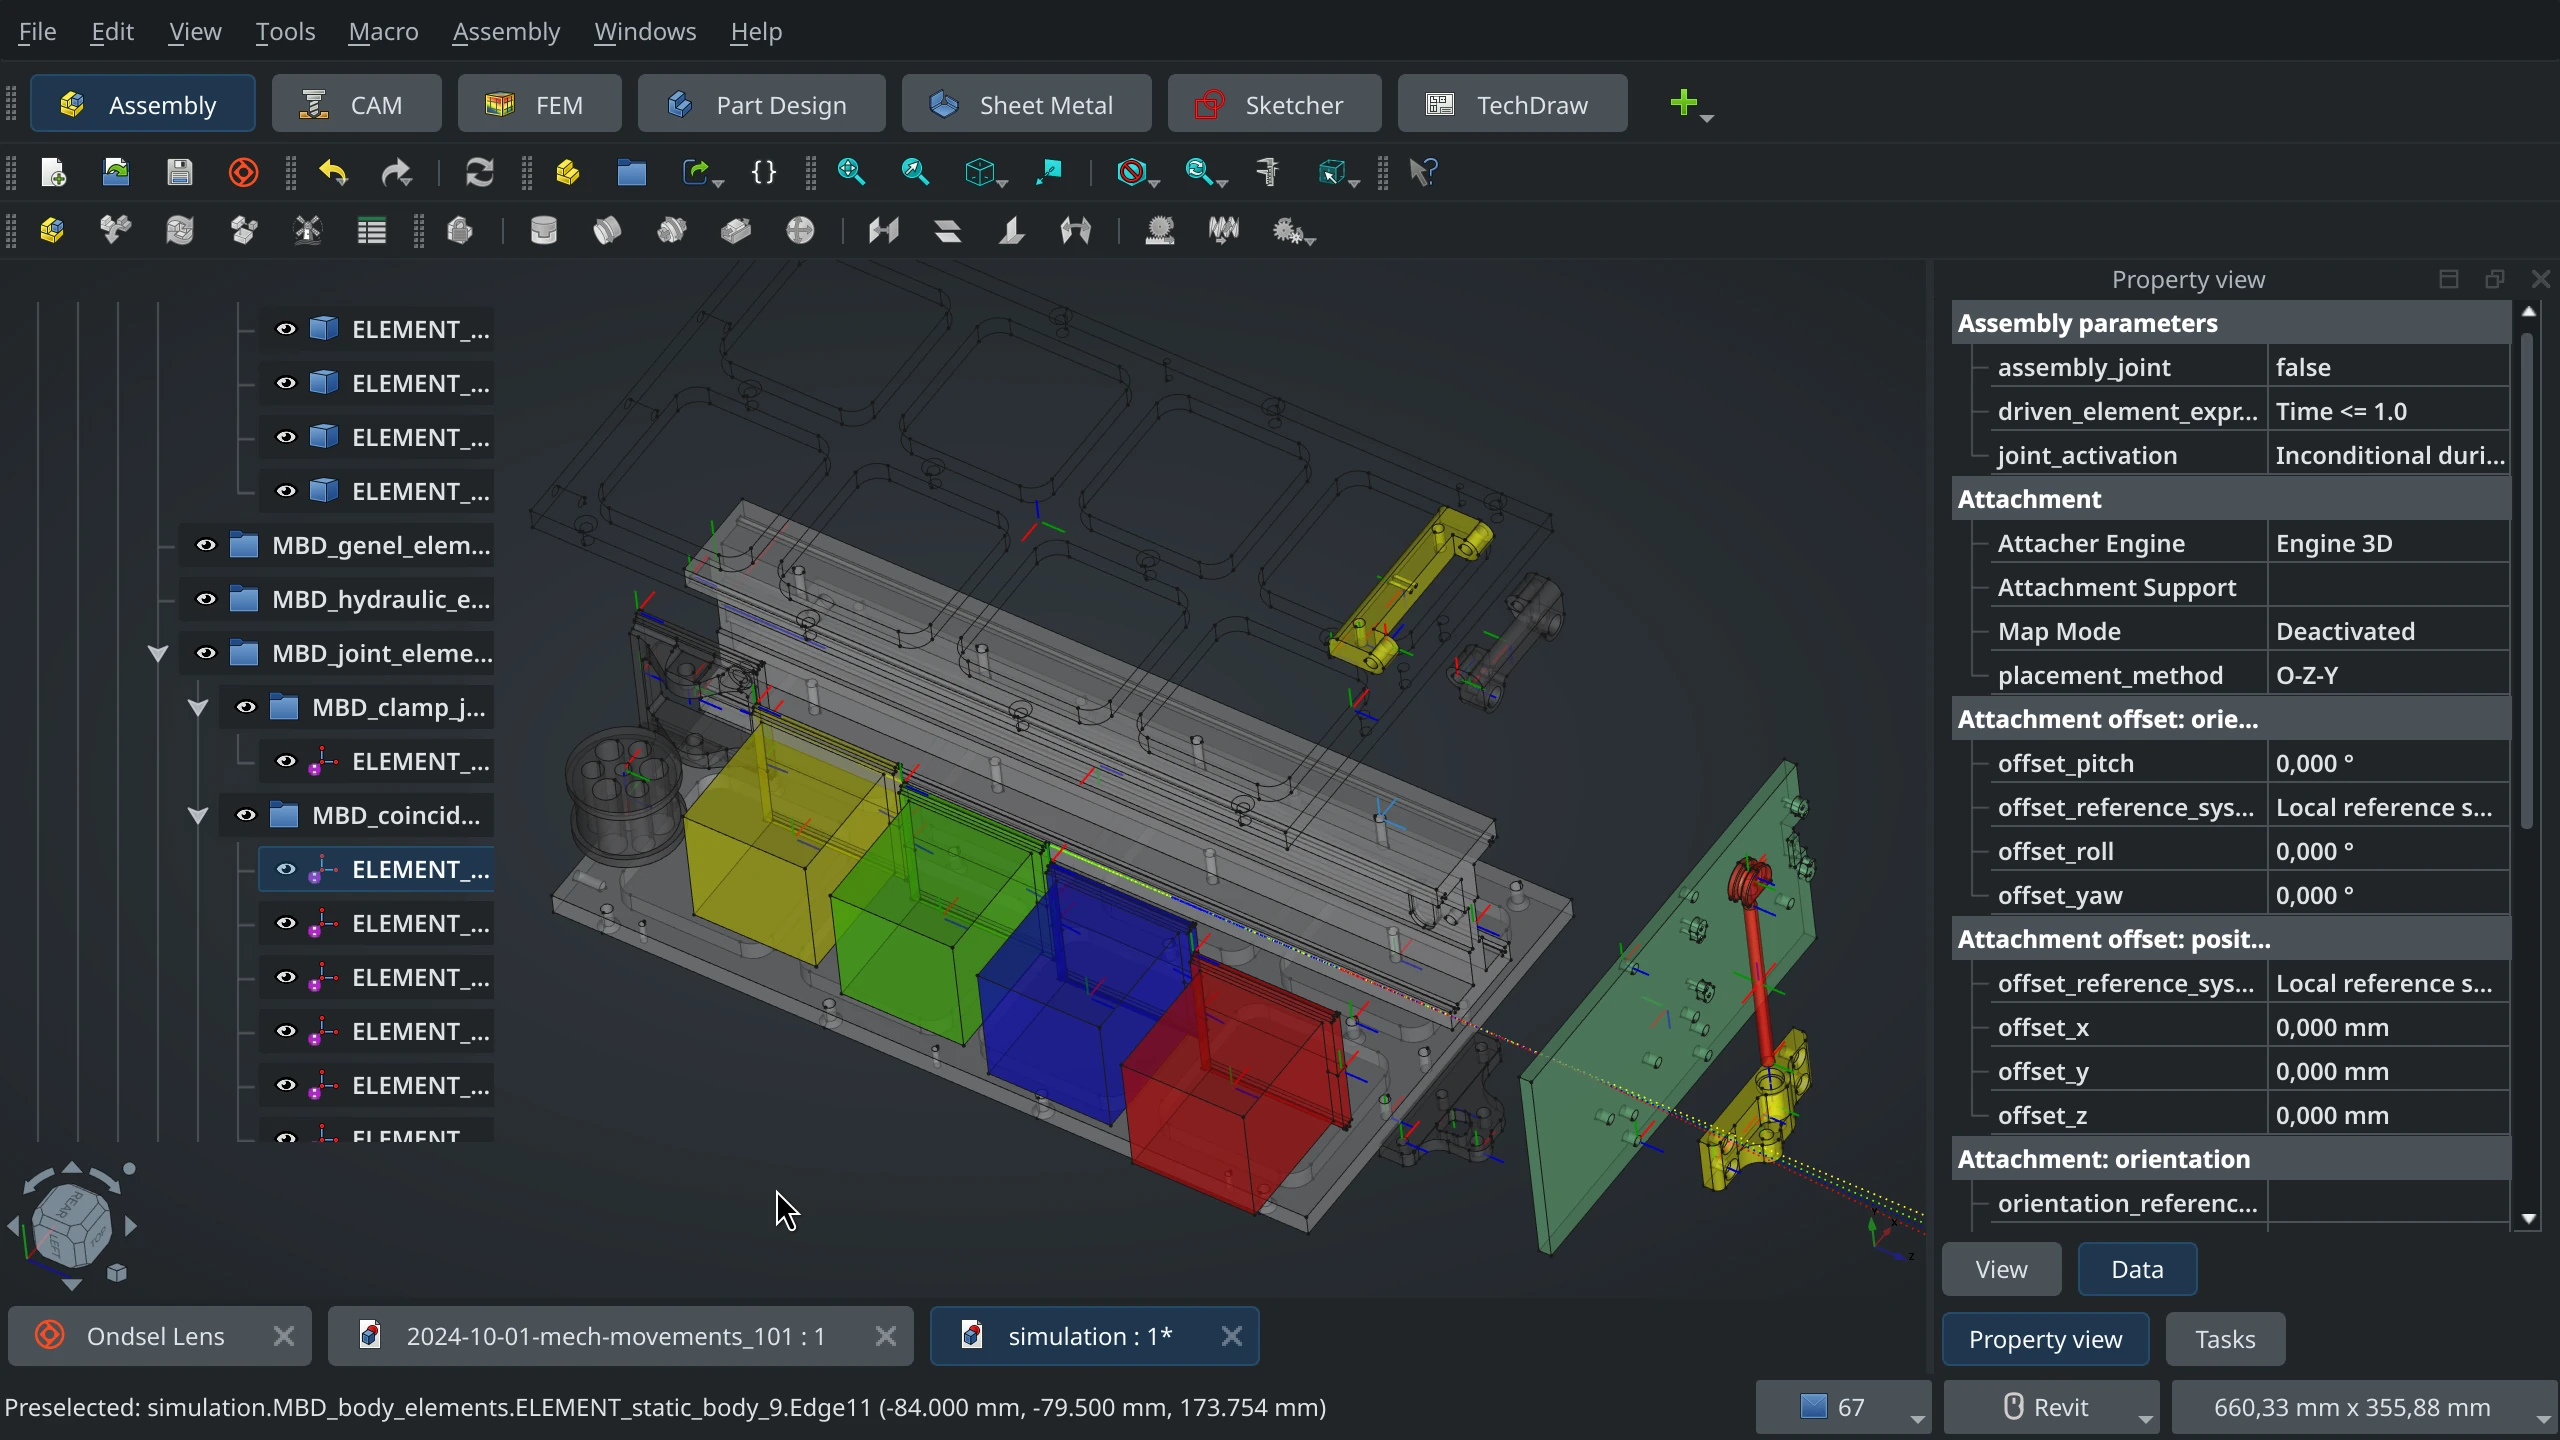 File Edit View Tools Macro Assembly Windows Help
Assembly CAM FEM Part Design Sheet Metal Sketcher TechDraw
Property view
ELEMENT_...
ELEMENT_...
ELEMENT_...
ELEMENT_...
MBD_genel_elem...
MBD_hydraulic_e...
MBD_joint_eleme...
MBD_clamp_j...
ELEMENT_...
MBD_coincid...
ELEMENT_...
ELEMENT_...
ELEMENT_...
ELEMENT_...
ELEMENT_...
ELEMENT
REAR
LEFT
Z
Assembly parameters
assembly_joint false
driven_element_expr... Time <= 1.0
joint_activation Inconditional duri...
Attachment
Attacher Engine Engine 3D
Attachment Support
Map Mode Deactivated
placement_method O-Z-Y
Attachment offset: orie...
offset_pitch 0,000 °
offset_reference_sys... Local reference s...
offset_roll 0,000 °
offset_yaw 0,000 °
Attachment offset: posit...
offset_reference_sys... Local reference s...
offset_x 0,000 mm
offset_y 0,000 mm
offset_z 0,000 mm
Attachment: orientation
orientation_referenc...
View Data
Ondsel Lens 2024-10-01-mech-movements_101 : 1 simulation : 1*
Property view Tasks
Preselected: simulation.MBD_body_elements.ELEMENT_static_body_9.Edge11 (-84.000 mm, -79.500 mm, 173.754 mm)
67 Revit 660,33 mm x 355,88 mm